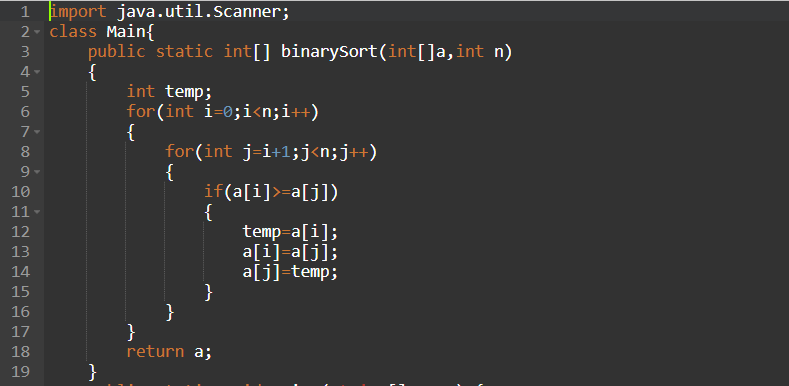 1 import java.util.Scanner;
2 class Main{
3 public static int[] binarySort(int[]a,int n)
4 {
5 int temp;
6 for(int i=0;i<n;i++)
7 {
8 for(int j=i+1;j<n;j++)
9 {
10 if(a[i]>=a[j])
11 {
12 temp=a[i];
13 a[i]=a[j];
14 a[j]=temp;
15 }
16 }
17 }
18 return a;
19 }